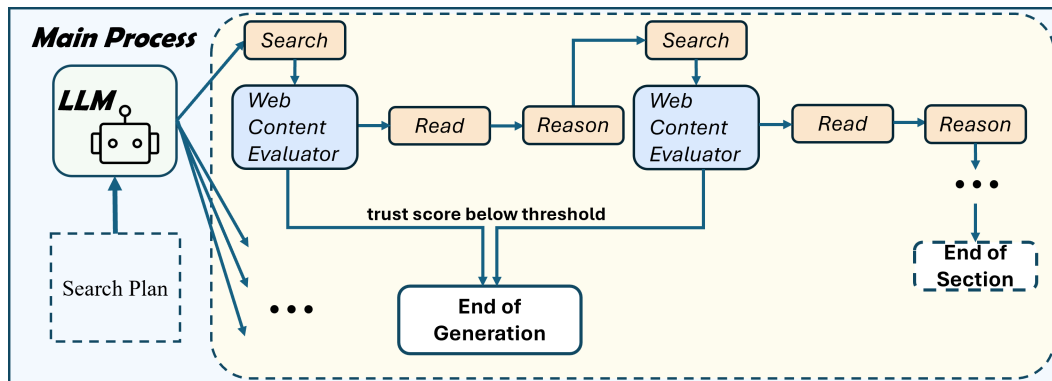 Main Process
LLM
Search Plan
Search
Web
Content
Evaluator
Read
Reason
Search
Web
Content
Evaluator
Read
Reason
•••
trust score below threshold
End of
Generation
•••
End of
Section
•••